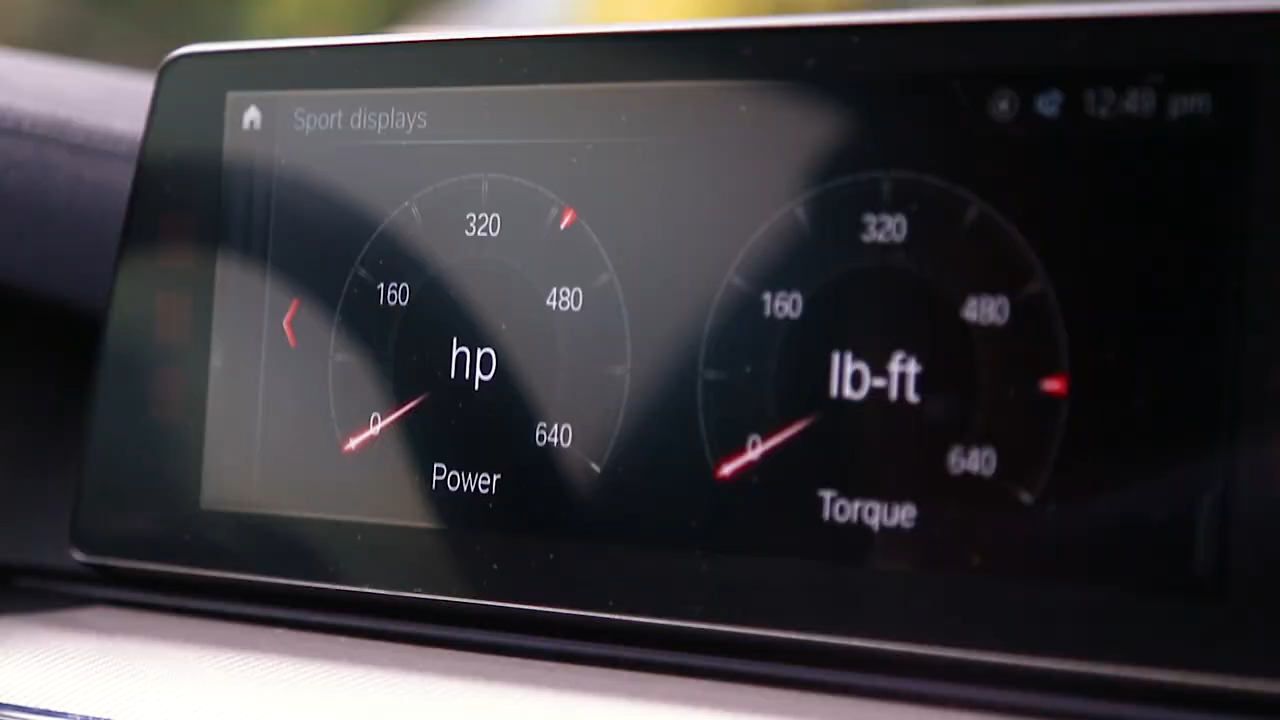 Sport displays
12:49 pm
320
160
480
hp
0
640
Power
320
160
480
lb-ft
0
640
Torque